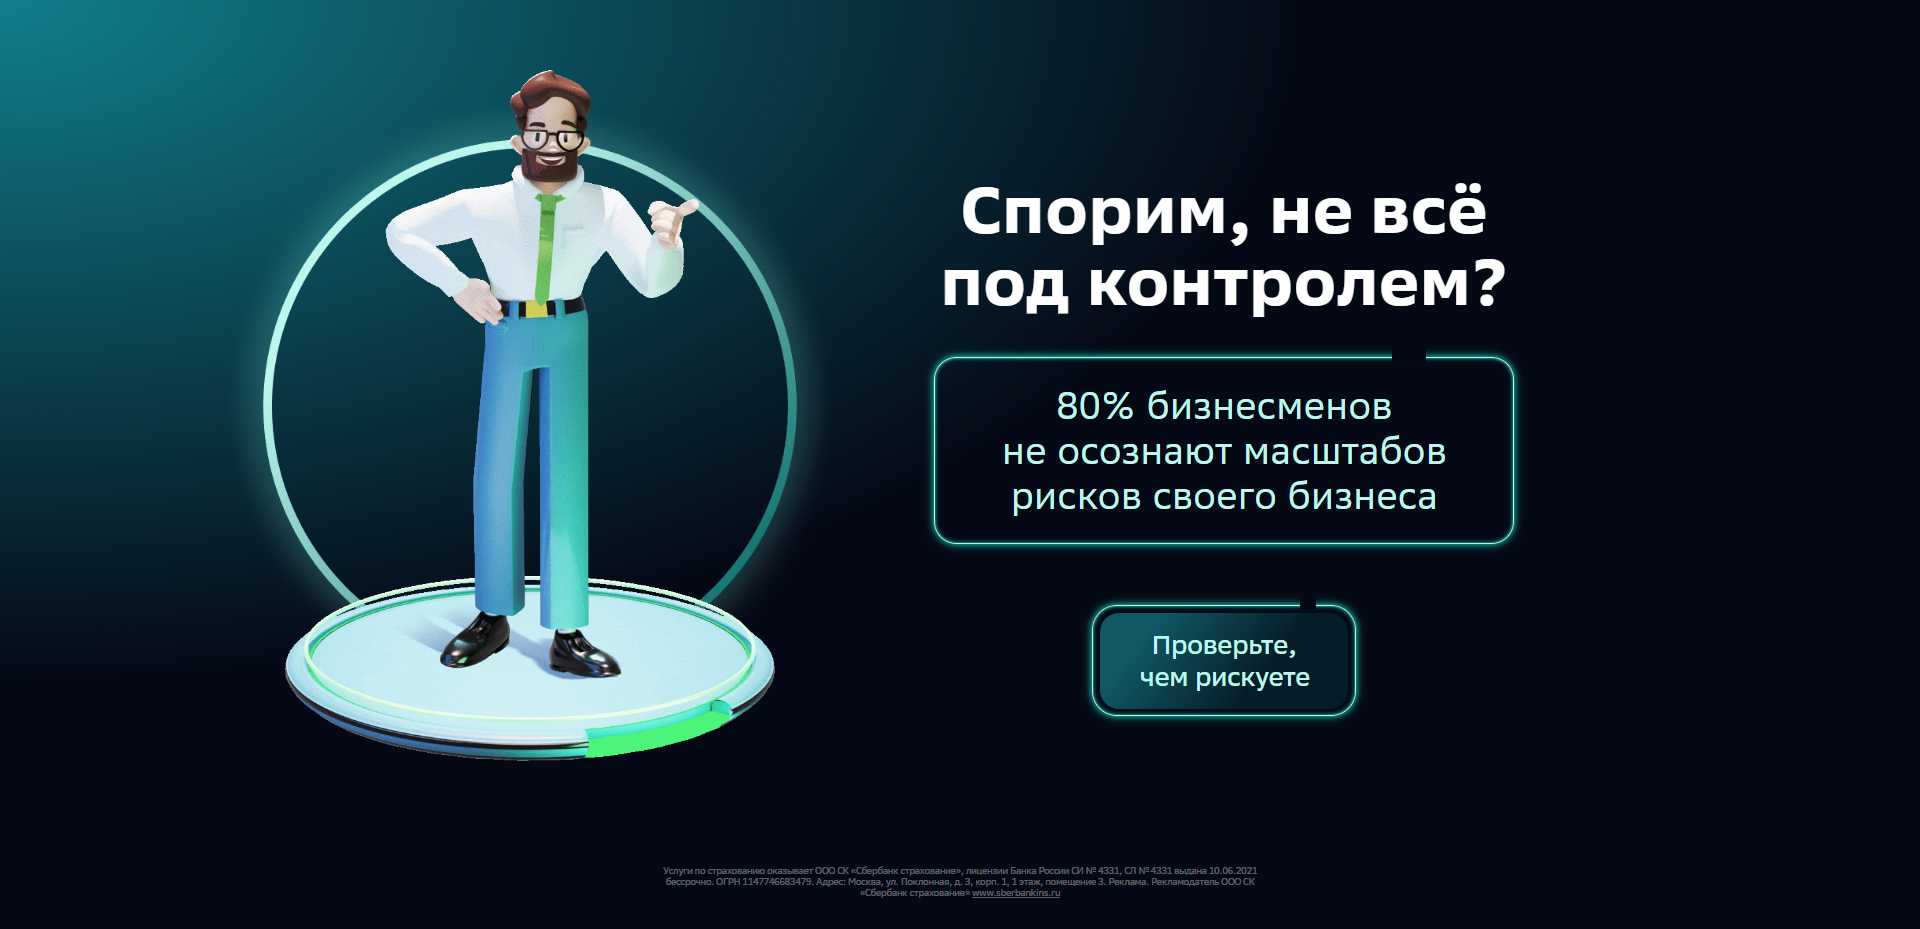 Спорим, не всё
под контролем?
80% бизнесменов
не осознают масштабов
рисков своего бизнеса
Проверьте,
чем рискуете
Услуги по страхованию оказывает ООО СК «Сбербанк страхование», лицензии Банка России СИ № 4331, СЛ № 4331 выдана 10.06.2021
бессрочно. ОГРН 1147746683479. Адрес: Москва, ул. Поклонная, д. 3, корп. 1, 1 этаж, помещение 3. Реклама. Рекламодатель ООО СК
«Сбербанк страхование» www.sberbankins.ru